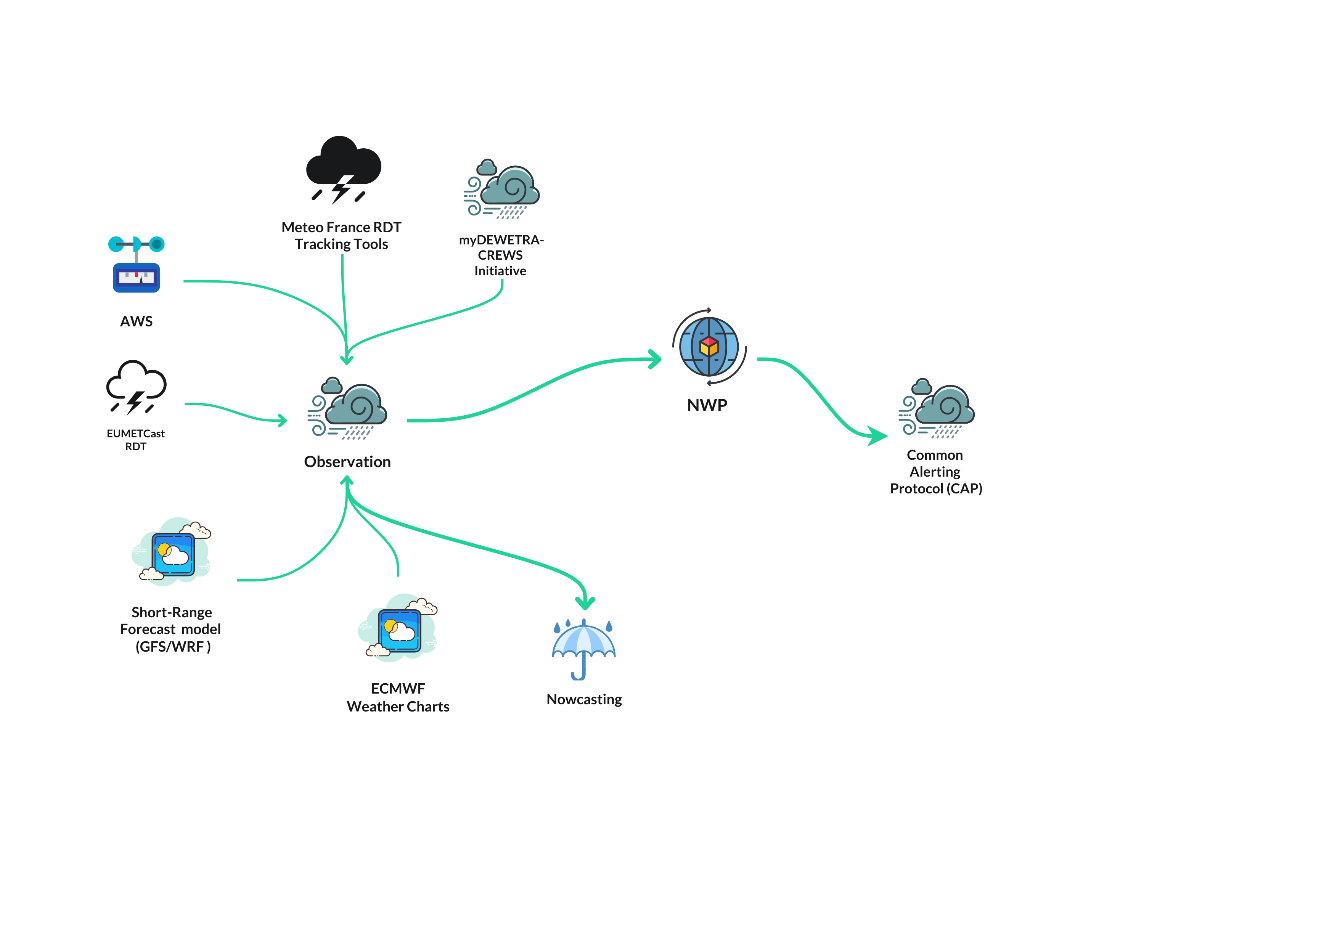 Meteo France RDT
Tracking Tools
myDEWETRA-
CREWS
Initiative
AWS
EUMETCast
RDT
Observation
NWP
Common
Alerting
Protocol (CAP)
Short-Range
Forecast model
(GFS/WRF )
ECMWF
Weather Charts
Nowcasting